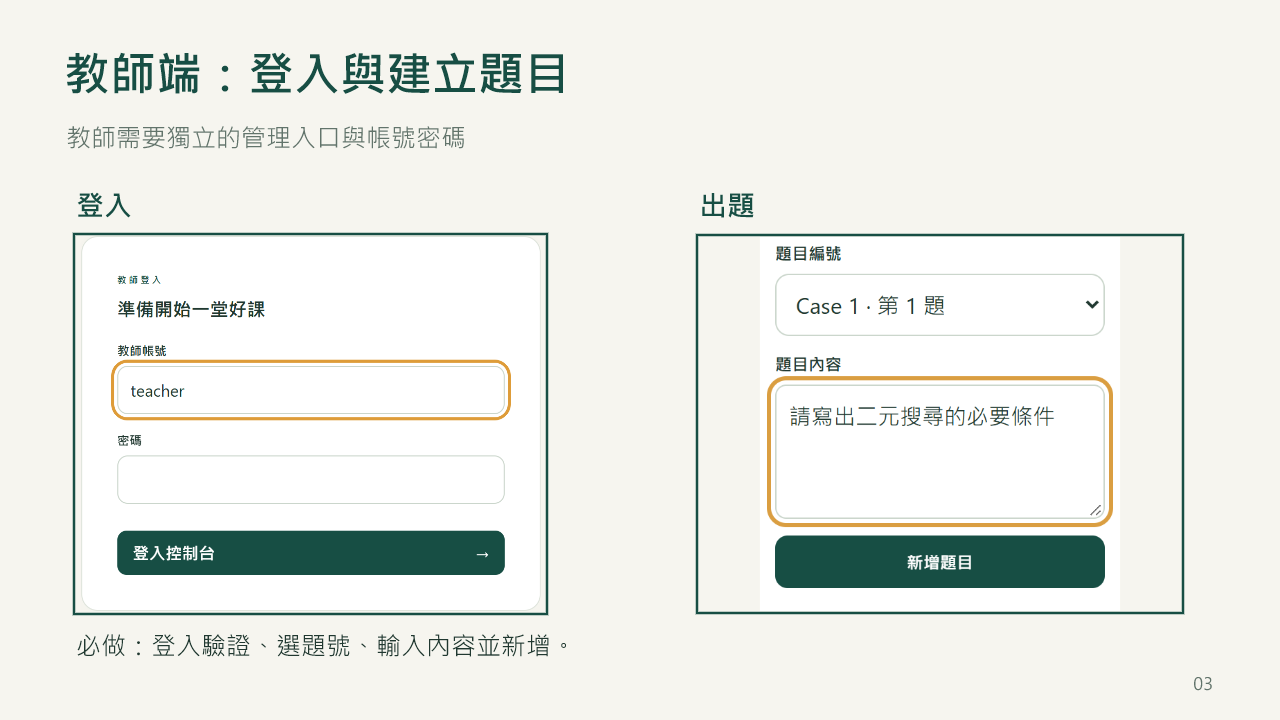 教師端：登入與建立題目
教師需要獨立的管理入口與帳號密碼
登入
教師登入
準備開始一堂好課
教師帳號
teacher
密碼
登入控制台 →
出題
題目編號
Case 1 · 第 1 題
題目內容
請寫出二元搜尋的必要條件
新增題目
必做：登入驗證、選題號、輸入內容並新增。
03